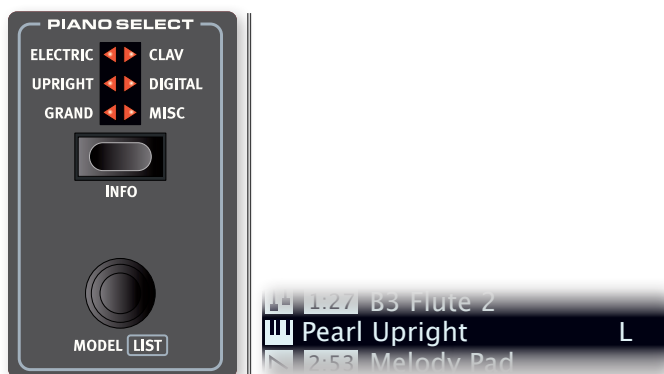 PIANO SELECT
ELECTRIC CLAV
UPRIGHT DIGITAL
GRAND MISC
INFO
MODEL LIST
1:27 B3 Flute 2
Pearl Upright L
2:53 Melody Pad